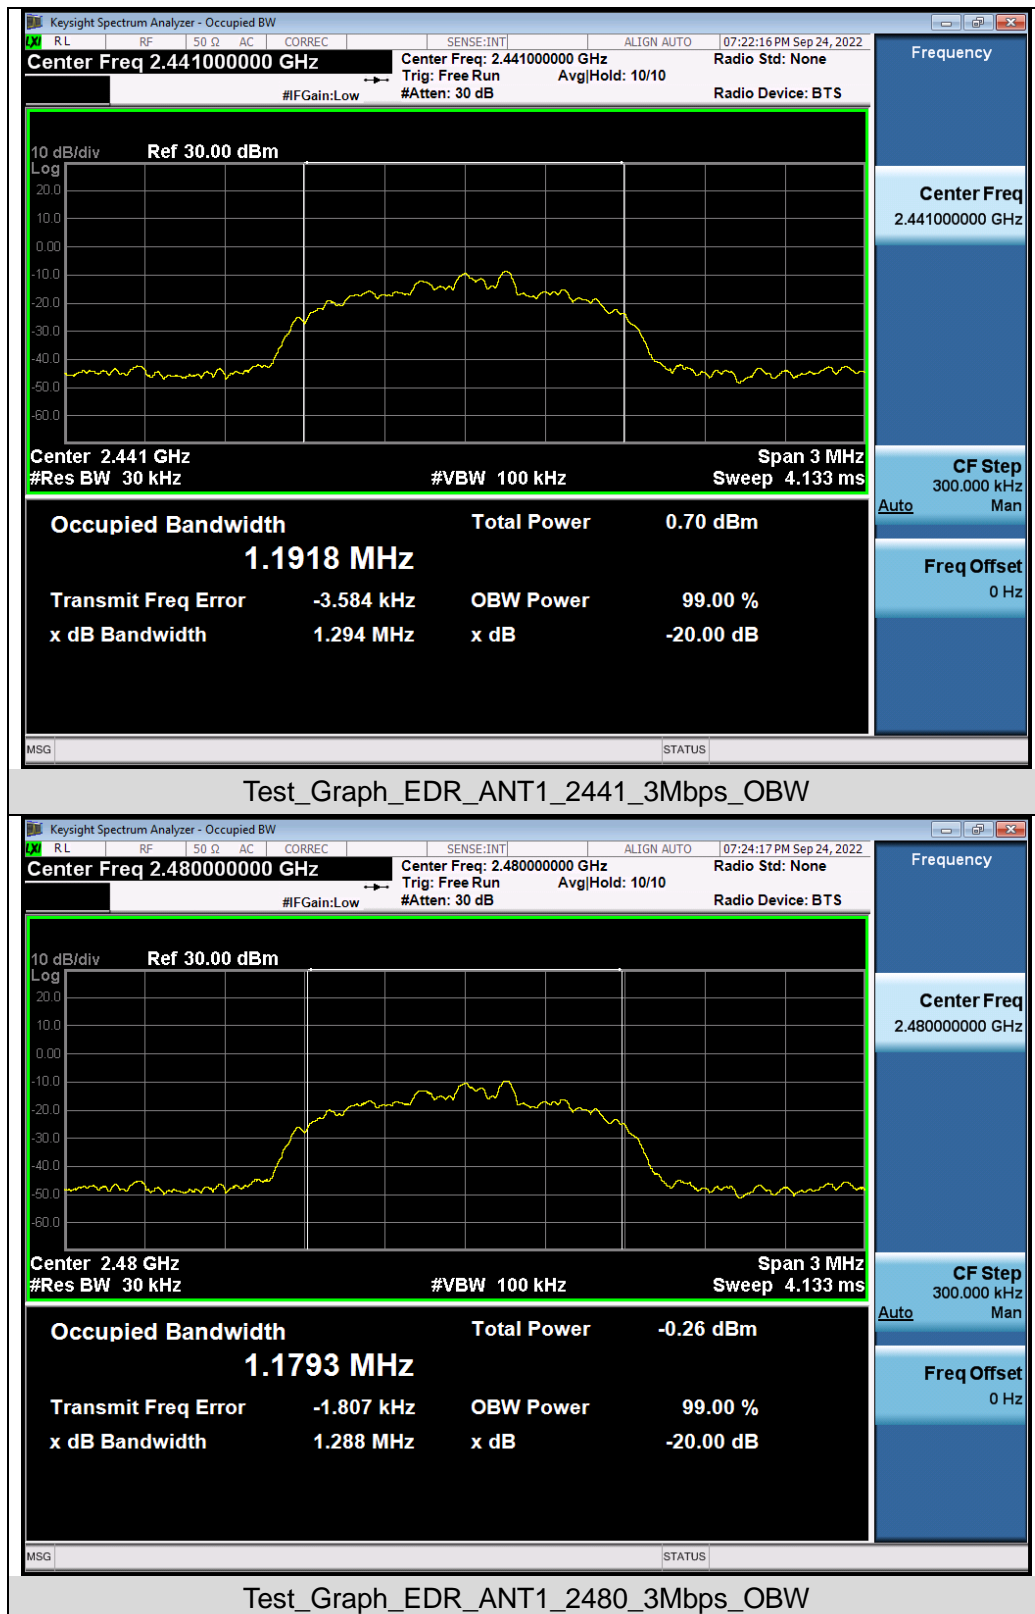 Keysight Spectrum Analyzer - Occupied BW
LXI RL RF 50 Ω AC CORREC SENSE:INT ALIGN AUTO 07:22:16 PM Sep 24, 2022
Center Freq 2.441000000 GHz
Center Freq: 2.441000000 GHz
Radio Std: None
Trig: Free Run Avg|Hold: 10/10
#IFGain:Low
#Atten: 30 dB
Radio Device: BTS
Frequency
10 dB/div Ref 30.00 dBm
Log
20.0
10.0
0.00
-10.0
-20.0
-30.0
-40.0
-50.0
-60.0
Center Freq
2.441000000 GHz
Center 2.441 GHz
Span 3 MHz
#Res BW 30 kHz
#VBW 100 kHz
Sweep 4.133 ms
CF Step
300.000 kHz
Auto Man
Occupied Bandwidth
Total Power 0.70 dBm
1.1918 MHz
Transmit Freq Error -3.584 kHz
OBW Power 99.00 %
x dB Bandwidth 1.294 MHz
x dB -20.00 dB
Freq Offset
0 Hz
MSG
STATUS
Test_Graph_EDR_ANT1_2441_3Mbps_OBW
Keysight Spectrum Analyzer - Occupied BW
LXI RL RF 50 Ω AC CORREC SENSE:INT ALIGN AUTO 07:24:17 PM Sep 24, 2022
Center Freq 2.480000000 GHz
Center Freq: 2.480000000 GHz
Radio Std: None
Trig: Free Run Avg|Hold: 10/10
#IFGain:Low
#Atten: 30 dB
Radio Device: BTS
Frequency
10 dB/div Ref 30.00 dBm
Log
20.0
10.0
0.00
-10.0
-20.0
-30.0
-40.0
-50.0
-60.0
Center Freq
2.480000000 GHz
Center 2.48 GHz
Span 3 MHz
#Res BW 30 kHz
#VBW 100 kHz
Sweep 4.133 ms
CF Step
300.000 kHz
Auto Man
Occupied Bandwidth
Total Power -0.26 dBm
1.1793 MHz
Transmit Freq Error -1.807 kHz
OBW Power 99.00 %
x dB Bandwidth 1.288 MHz
x dB -20.00 dB
Freq Offset
0 Hz
MSG
STATUS
Test_Graph_EDR_ANT1_2480_3Mbps_OBW